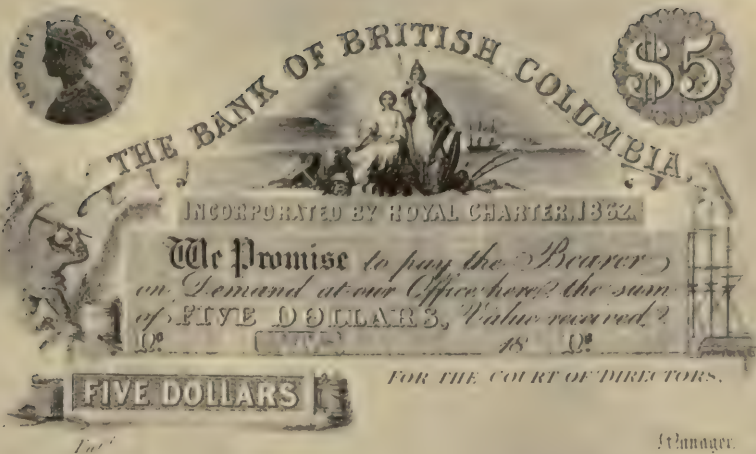 VICTORIA QUEEN
$5
THE BANK OF BRITISH COLUMBIA.
INCORPORATED BY ROYAL CHARTER, 1862.
We Promise to pay the Bearer
on Demand at our Office here, the sum
of FIVE DOLLARS, Value received.
No 18 No
FIVE DOLLARS
FOR THE COURT OF DIRECTORS,
Manager.